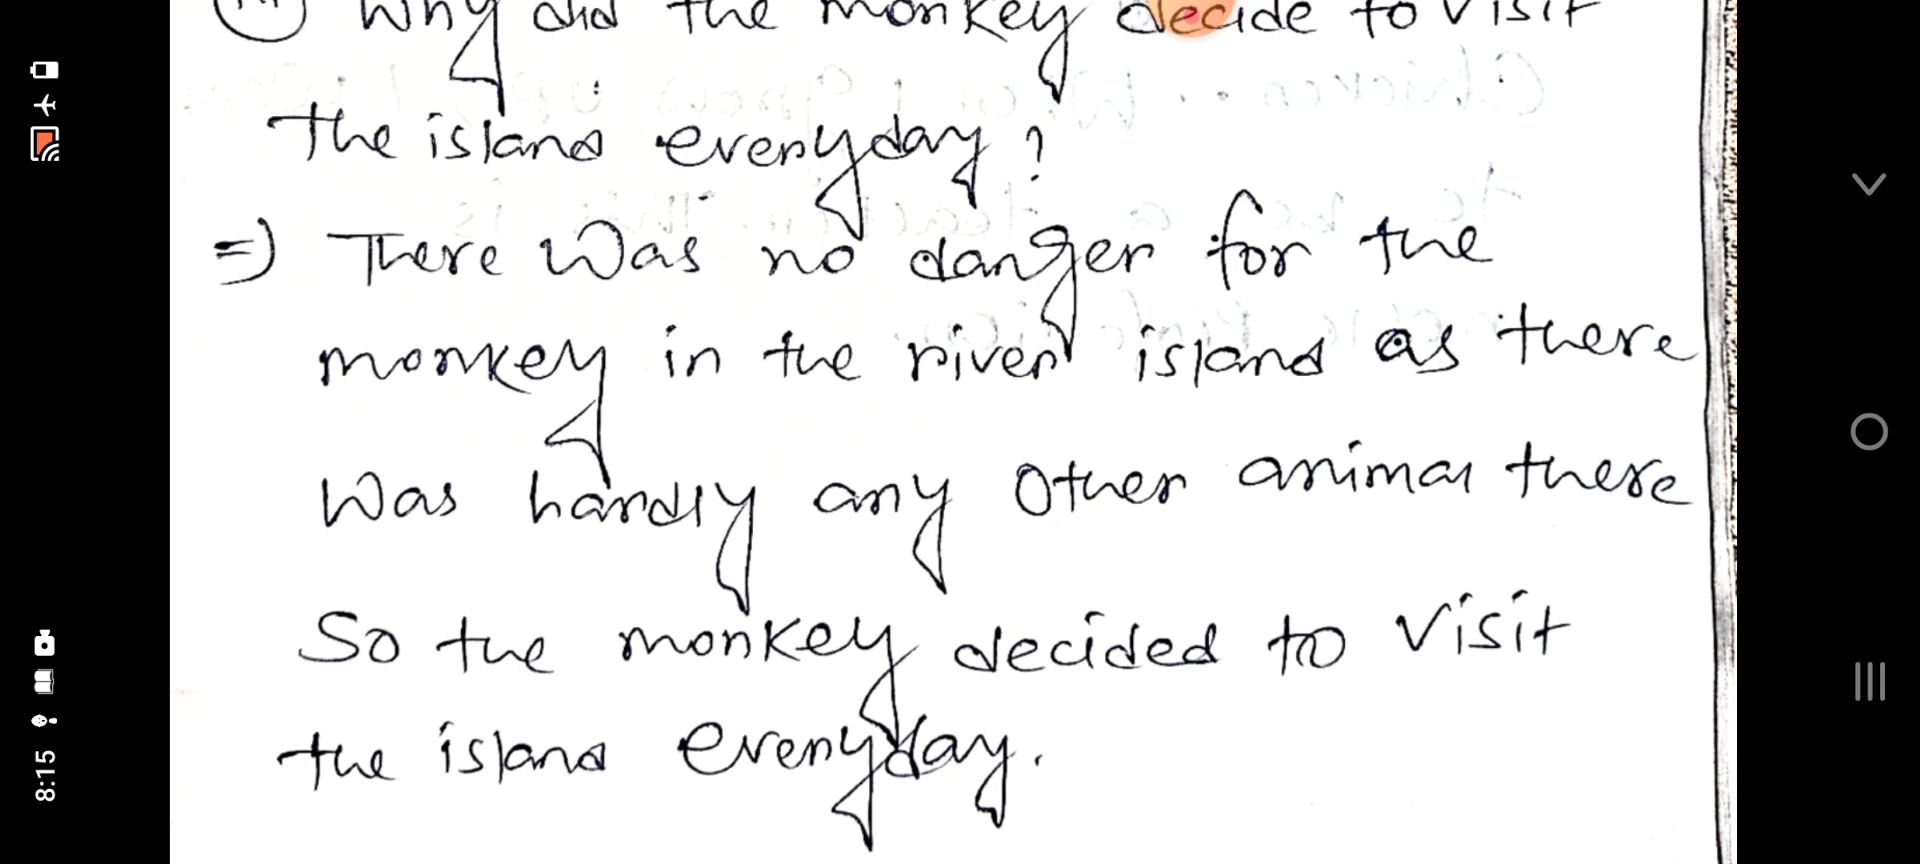 Why did the monkey decide to visit
the island everyday?
=) There was no danger for the
monkey in the river island as there
was hardly any other animal there
So the monkey decided to visit
the island everyday.
8:15